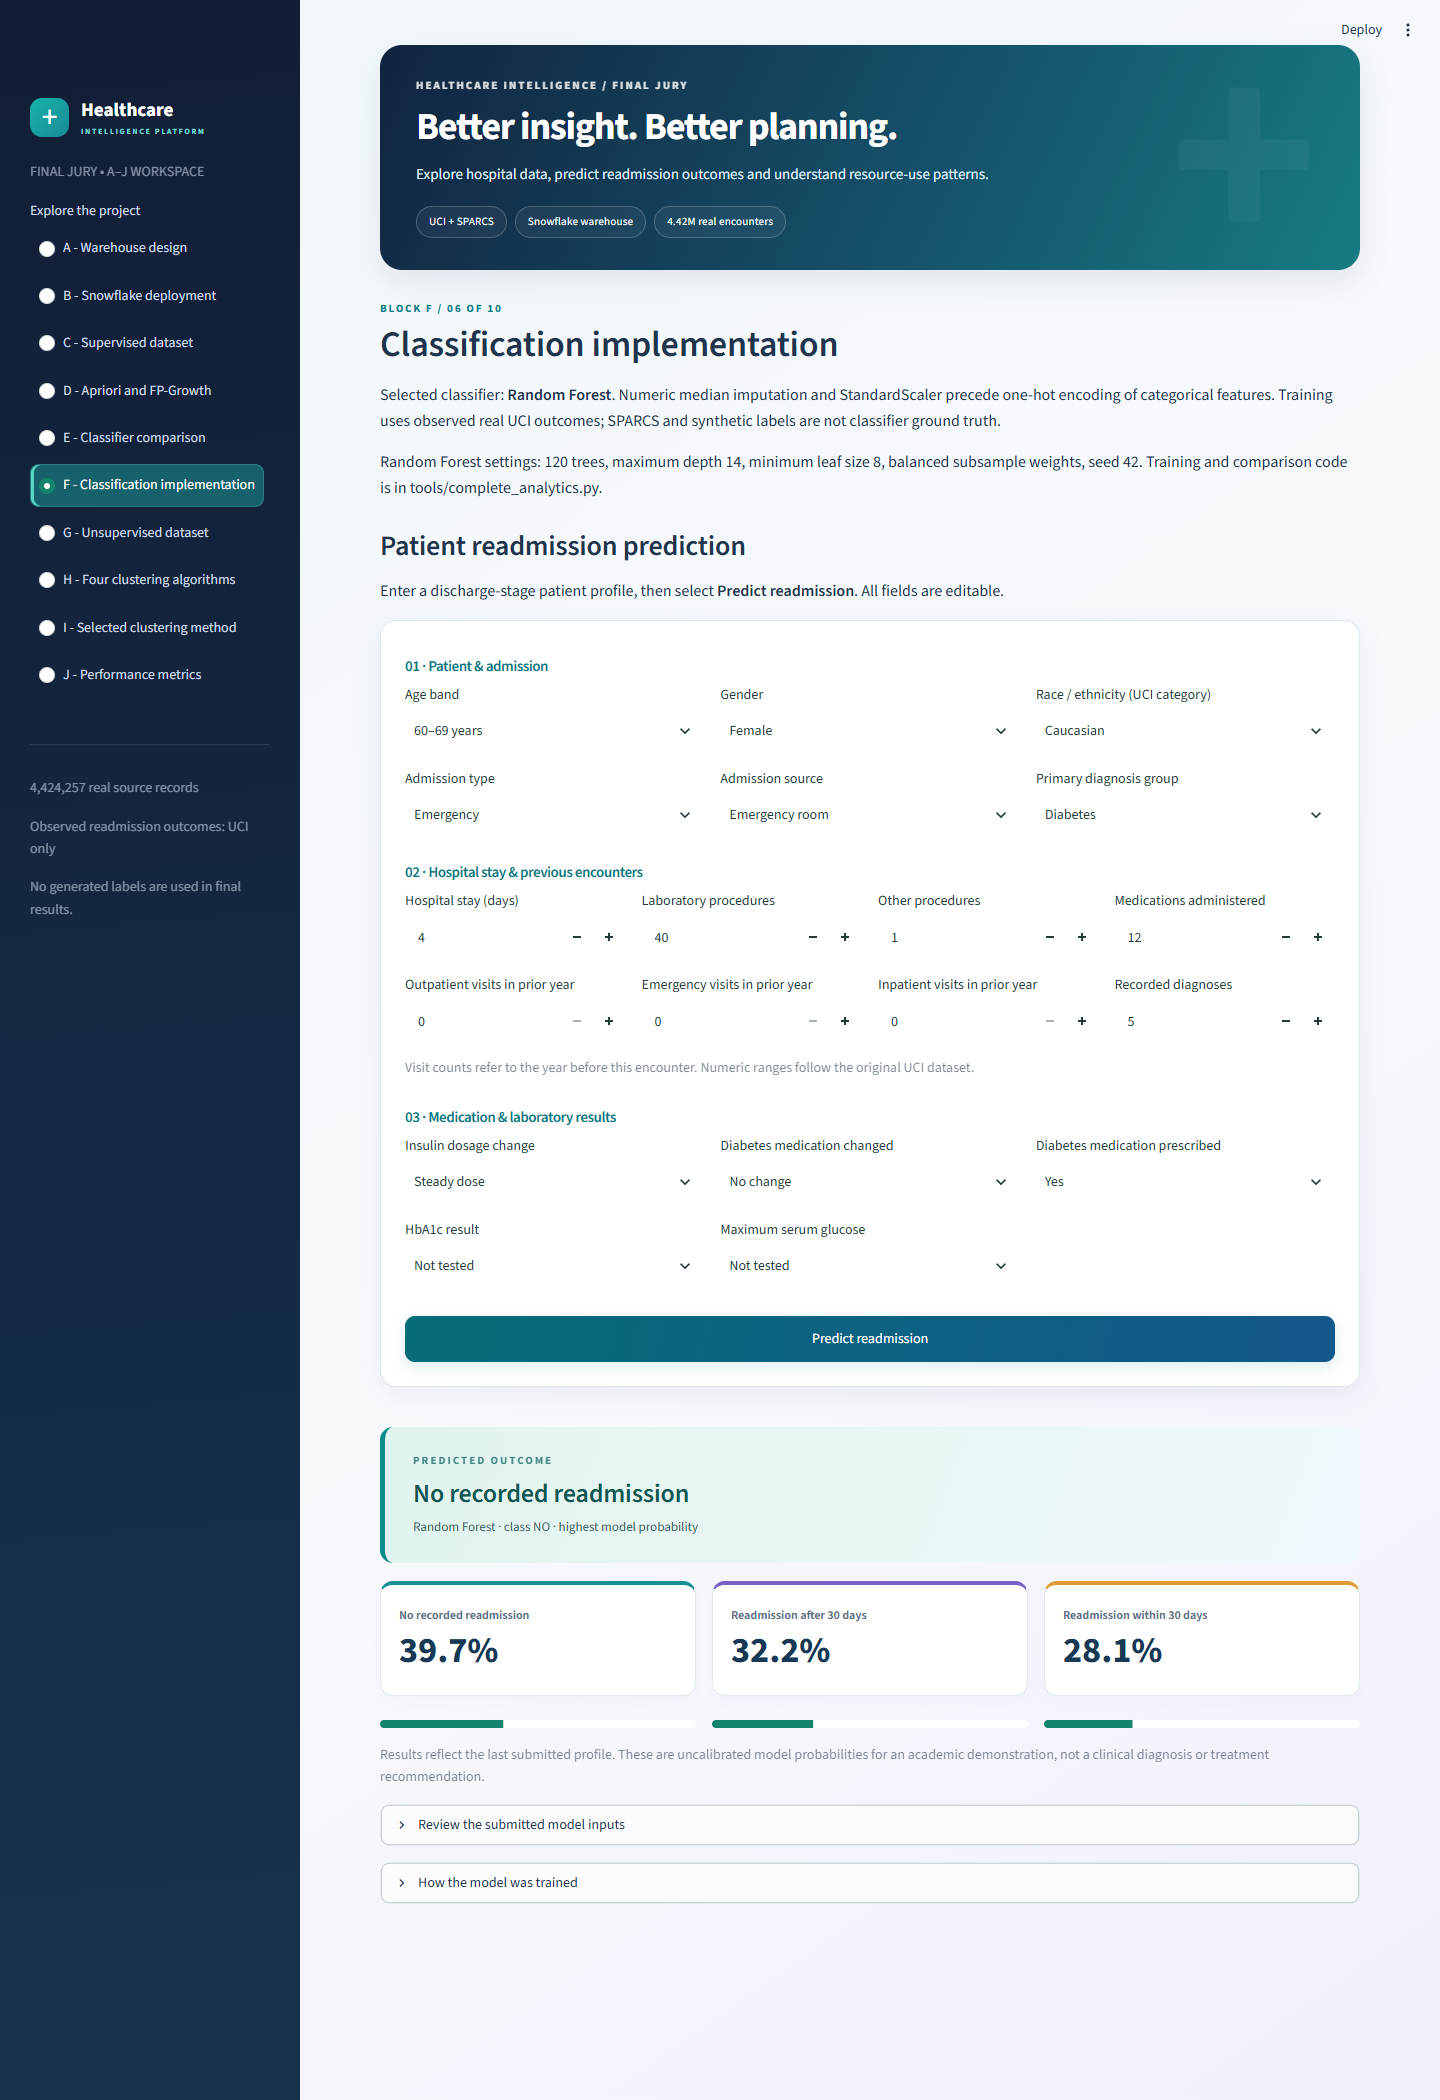 Deploy
+
Healthcare
INTELLIGENCE PLATFORM
FINAL JURY • A–J WORKSPACE
Explore the project
A - Warehouse design
B - Snowflake deployment
C - Supervised dataset
D - Apriori and FP-Growth
E - Classifier comparison
F - Classification implementation
G - Unsupervised dataset
H - Four clustering algorithms
I - Selected clustering method
J - Performance metrics
4,424,257 real source records
Observed readmission outcomes: UCI
only
No generated labels are used in final
results.
HEALTHCARE INTELLIGENCE / FINAL JURY
Better insight. Better planning.
Explore hospital data, predict readmission outcomes and understand resource-use patterns.
UCI + SPARCS
Snowflake warehouse
4.42M real encounters
BLOCK F / 06 OF 10
Classification implementation
Selected classifier: Random Forest. Numeric median imputation and StandardScaler precede one-hot encoding of categorical features. Training
uses observed real UCI outcomes; SPARCS and synthetic labels are not classifier ground truth.
Random Forest settings: 120 trees, maximum depth 14, minimum leaf size 8, balanced subsample weights, seed 42. Training and comparison code
is in tools/complete_analytics.py.
Patient readmission prediction
Enter a discharge-stage patient profile, then select Predict readmission. All fields are editable.
01 · Patient & admission
Age band
Gender
Race / ethnicity (UCI category)
60–69 years
Female
Caucasian
Admission type
Admission source
Primary diagnosis group
Emergency
Emergency room
Diabetes
02 · Hospital stay & previous encounters
Hospital stay (days)
Laboratory procedures
Other procedures
Medications administered
4
40
1
12
Outpatient visits in prior year
Emergency visits in prior year
Inpatient visits in prior year
Recorded diagnoses
0
0
0
5
Visit counts refer to the year before this encounter. Numeric ranges follow the original UCI dataset.
03 · Medication & laboratory results
Insulin dosage change
Diabetes medication changed
Diabetes medication prescribed
Steady dose
No change
Yes
HbA1c result
Maximum serum glucose
Not tested
Not tested
Predict readmission
PREDICTED OUTCOME
No recorded readmission
Random Forest · class NO · highest model probability
No recorded readmission
39.7%
Readmission after 30 days
32.2%
Readmission within 30 days
28.1%
Results reflect the last submitted profile. These are uncalibrated model probabilities for an academic demonstration, not a clinical diagnosis or treatment
recommendation.
Review the submitted model inputs
How the model was trained